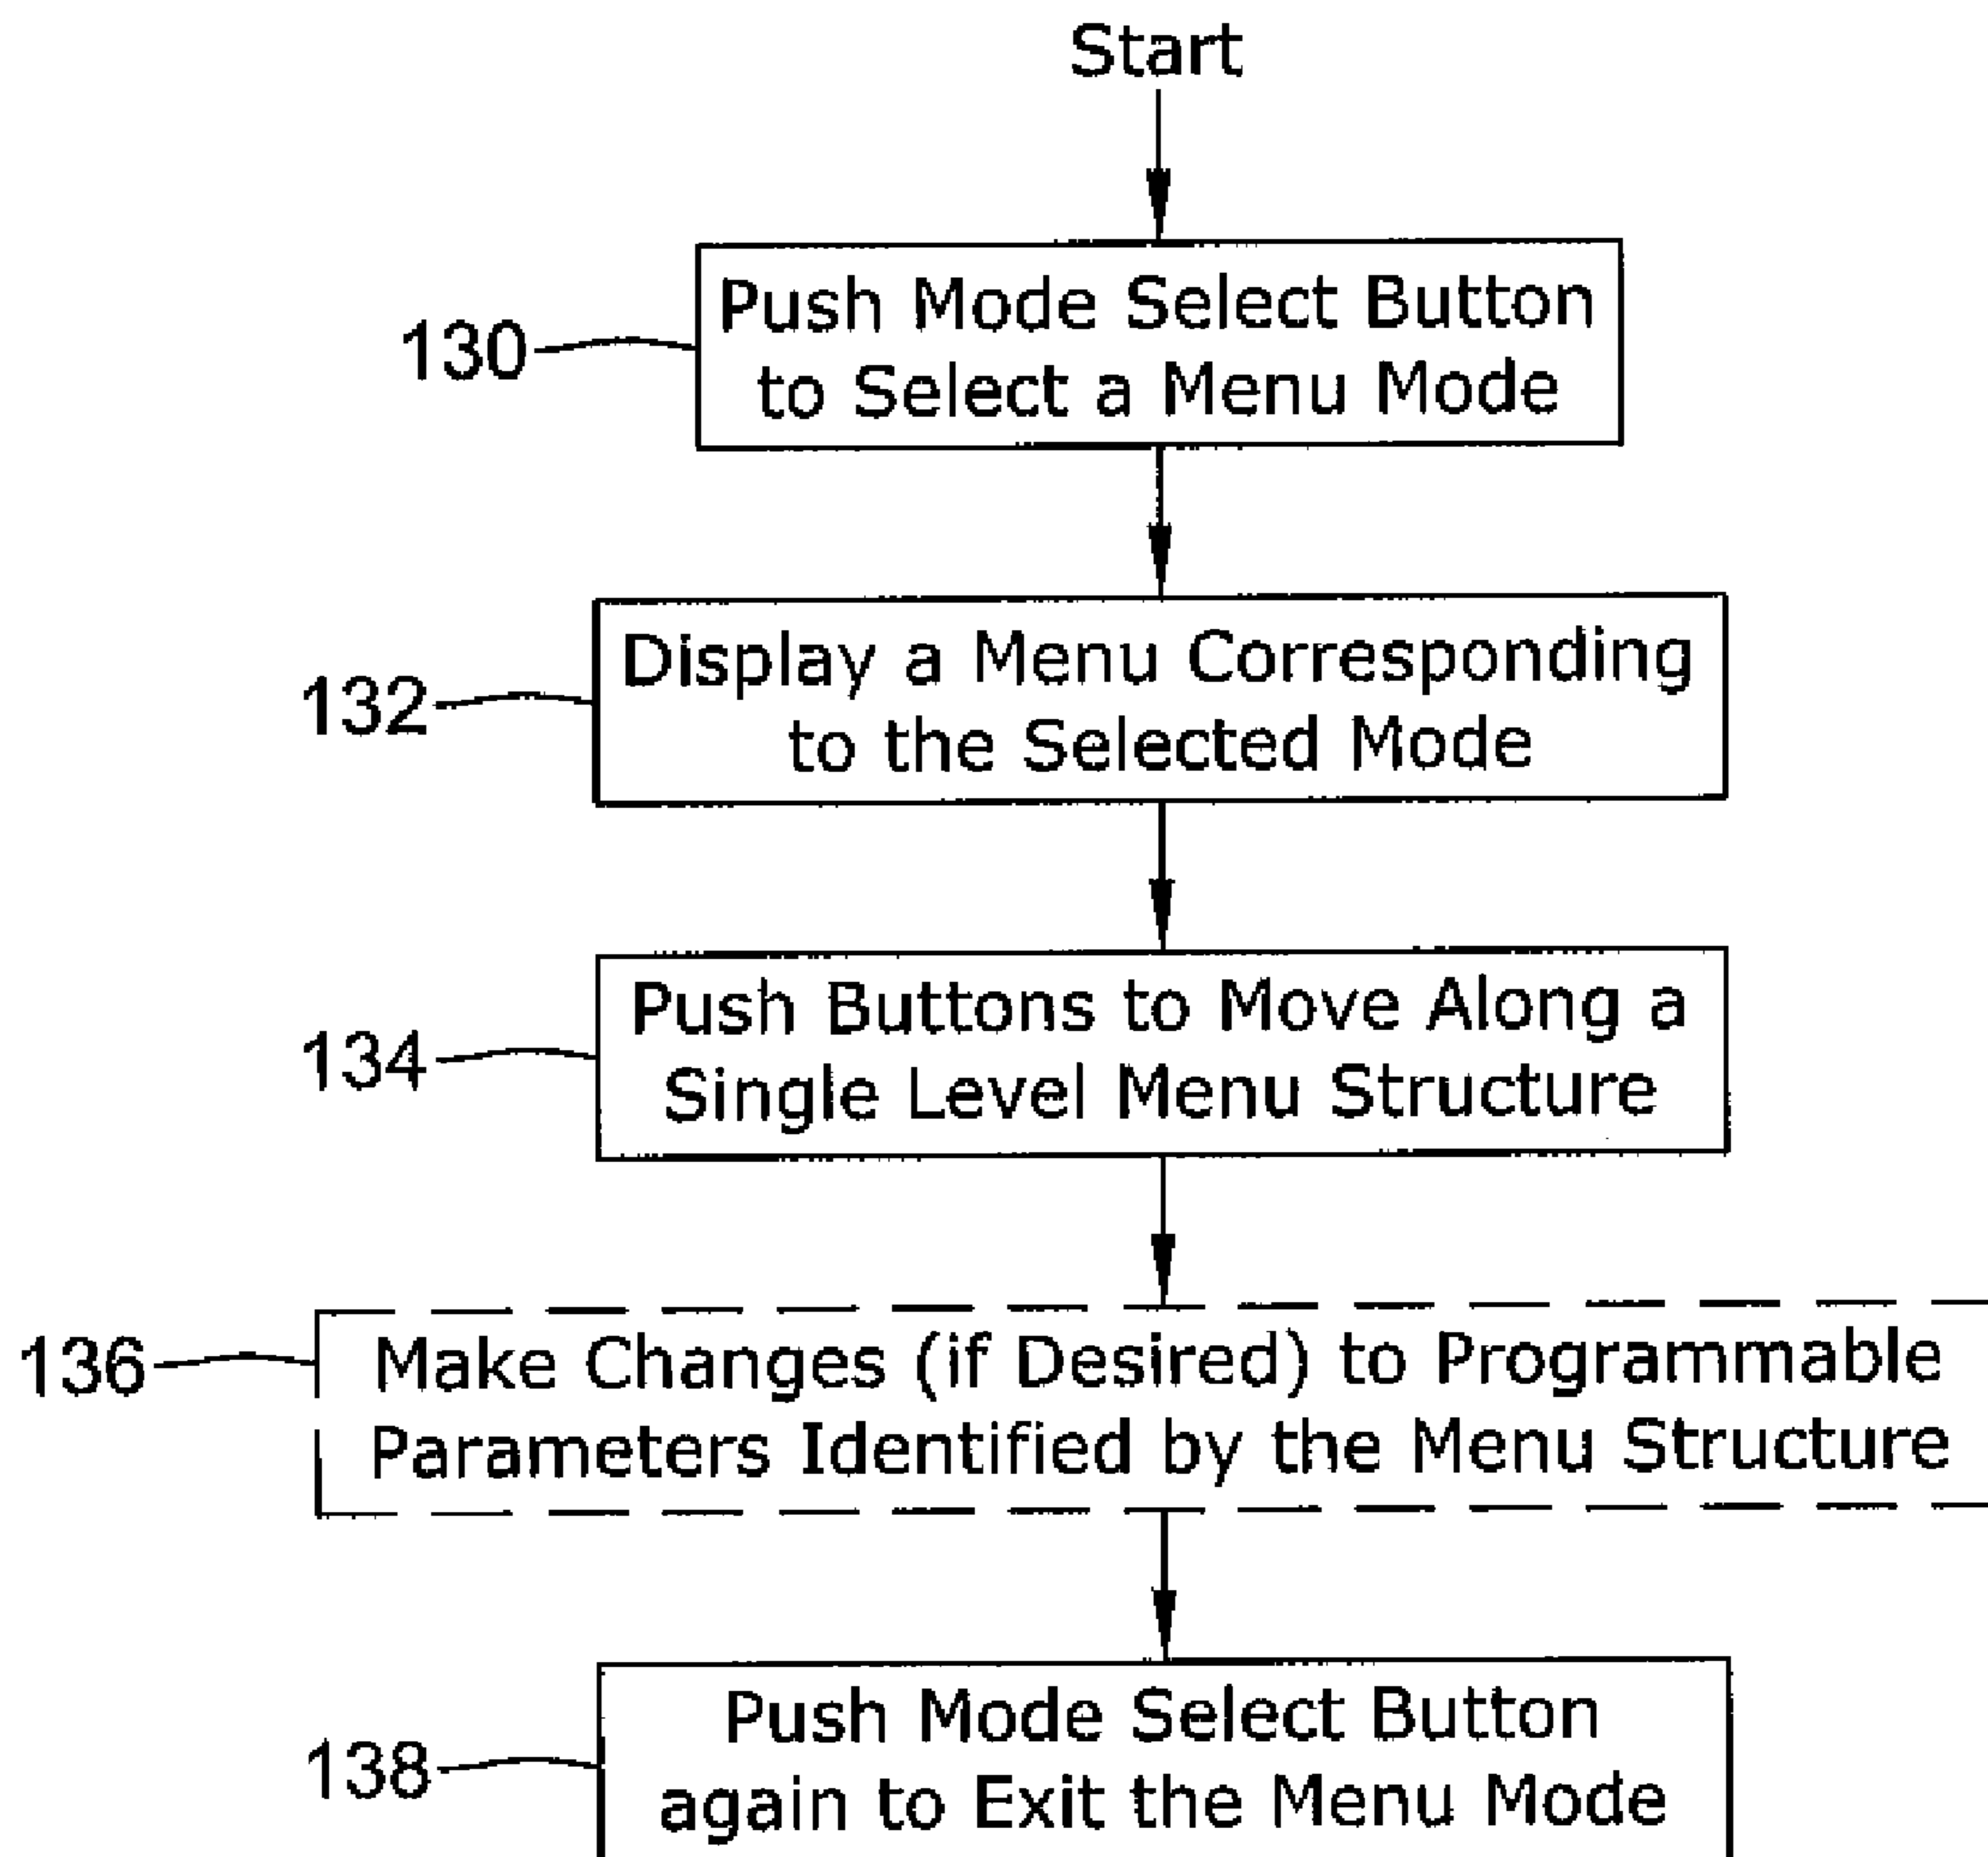 Start
130
Push Mode Select Button
to Select a Menu Mode
132
Display a Menu Corresponding
to the Selected Mode
134
Push Buttons to Move Along a
Single Level Menu Structure
136
Make Changes (if Desired) to Programmable
Parameters Identified by the Menu Structure
138
Push Mode Select Button
again to Exit the Menu Mode